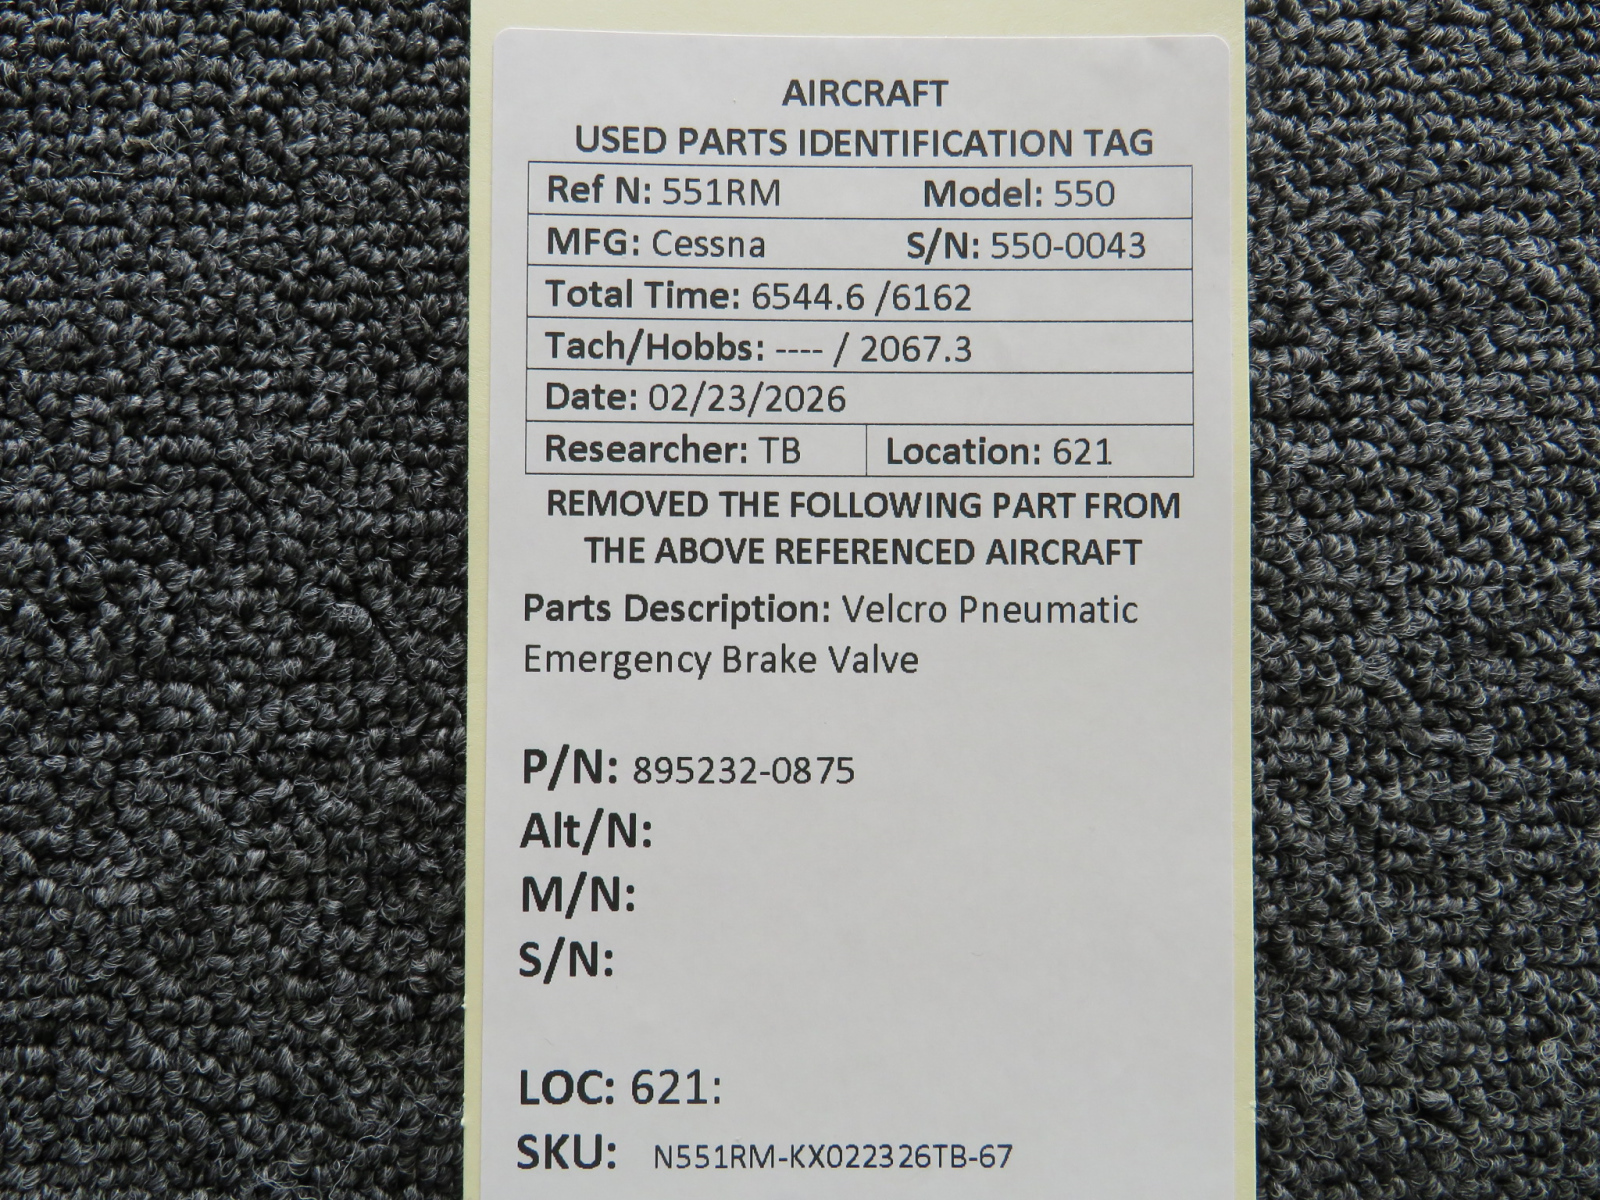 AIRCRAFT
USED PARTS IDENTIFICATION TAG
Ref N: 551RM Model: 550
MFG: Cessna S/N: 550-0043
Total Time: 6544.6 /6162
Tach/Hobbs: ---- / 2067.3
Date: 02/23/2026
Researcher: TB Location: 621
REMOVED THE FOLLOWING PART FROM
THE ABOVE REFERENCED AIRCRAFT
Parts Description: Velcro Pneumatic
Emergency Brake Valve
P/N: 895232-0875
Alt/N:
M/N:
S/N:
LOC: 621:
SKU: N551RM-KX022326TB-67